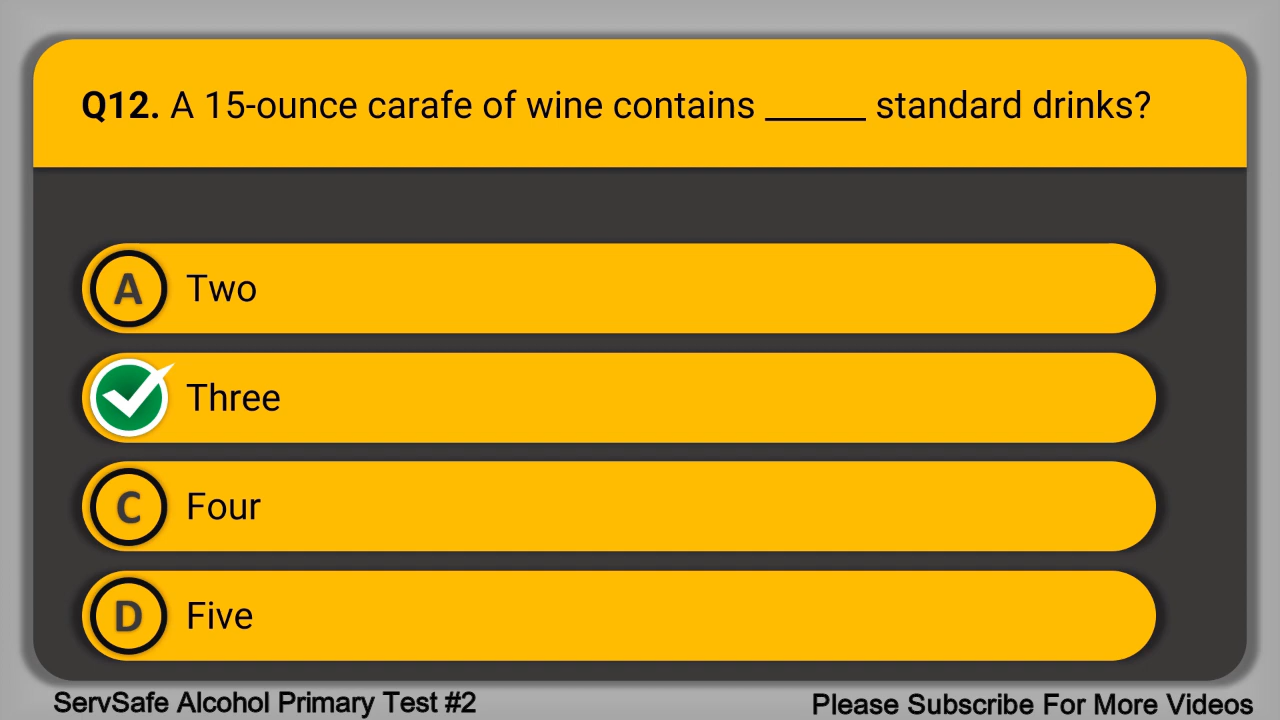 Q12. A 15-ounce carafe of wine contains ______ standard drinks?
A Two
Three
C Four
D Five
ServSafe Alcohol Primary Test #2
Please Subscribe For More Videos